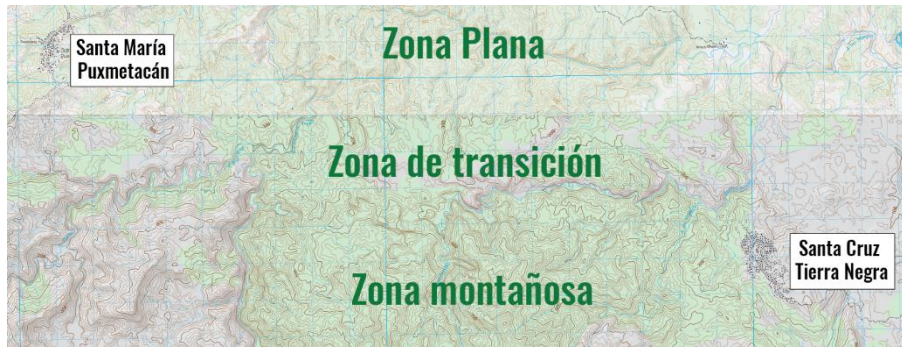 Santa María
Puxmetacán
Zona Plana
Zona de transición
Santa Cruz
Tierra Negra
Zona montañosa